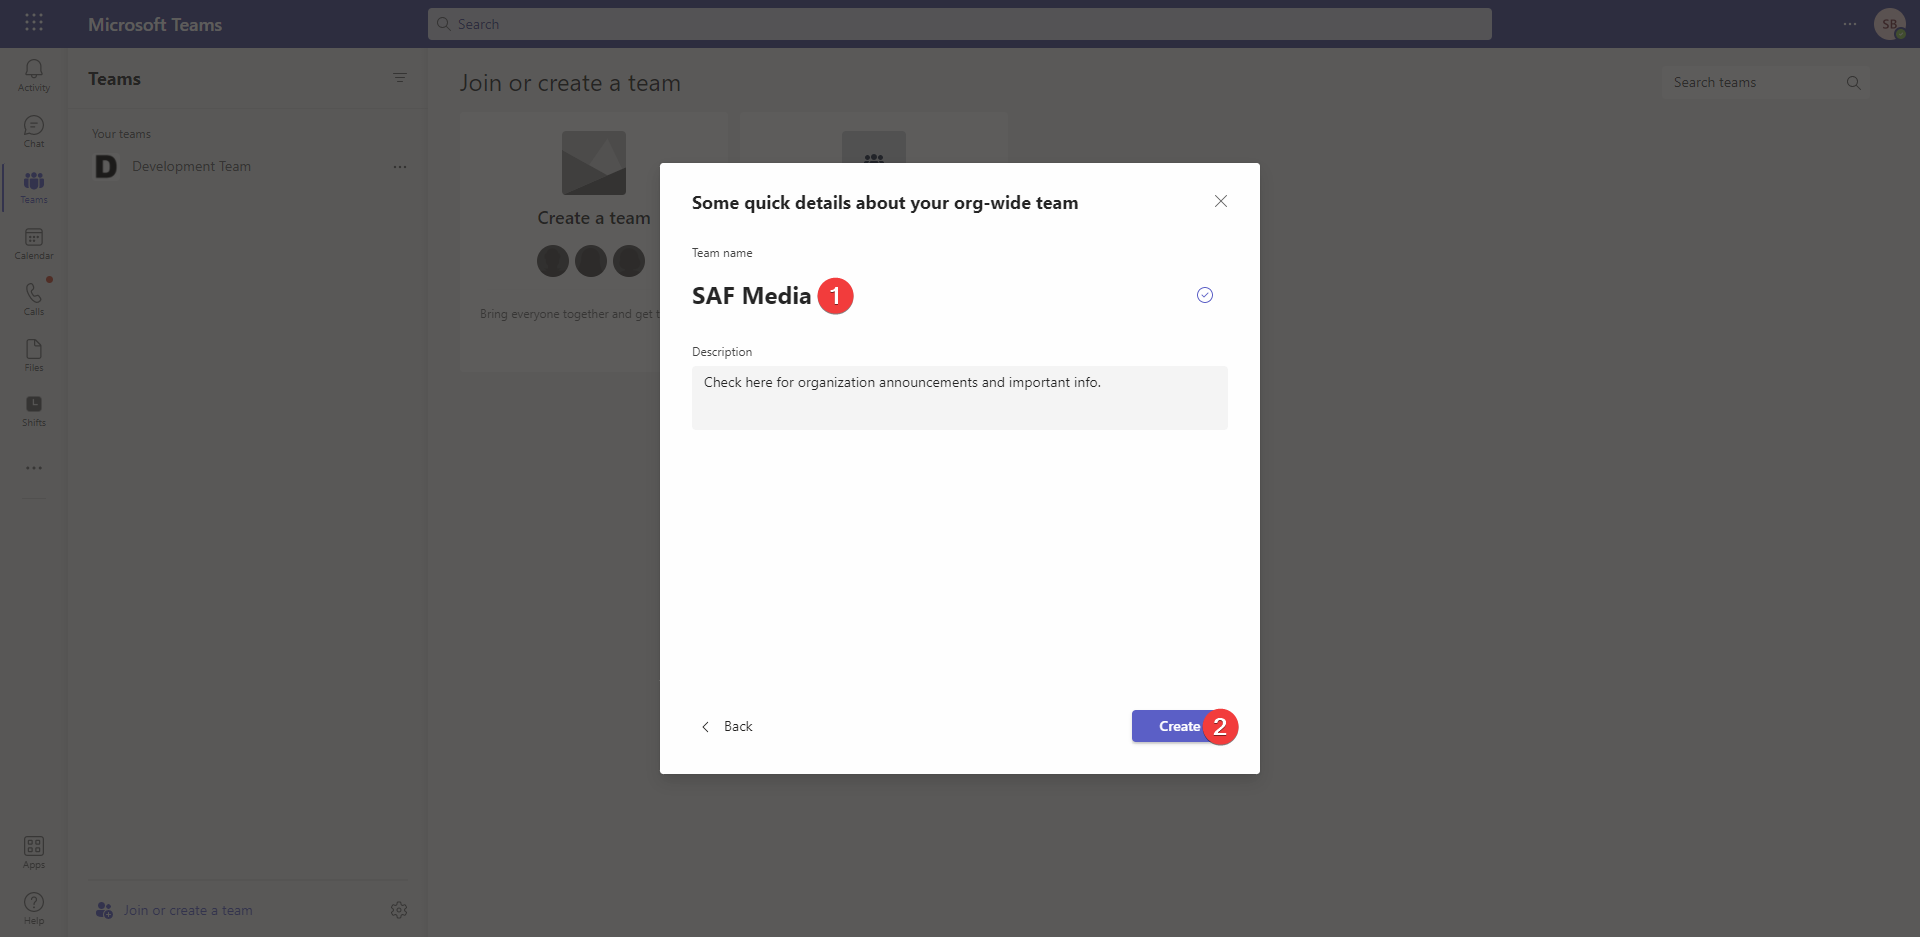 Microsoft Teams
Search
SB
Activity
Chat
Teams
Calendar
Calls
Files
Shifts
Apps
Help
Teams
Your teams
D Development Team
Join or create a team
Join or create a team
Search teams
Create a team
Bring everyone together and get t
Some quick details about your org-wide team
Team name
SAF Media 1
Description
Check here for organization announcements and important info.
Back
Create 2